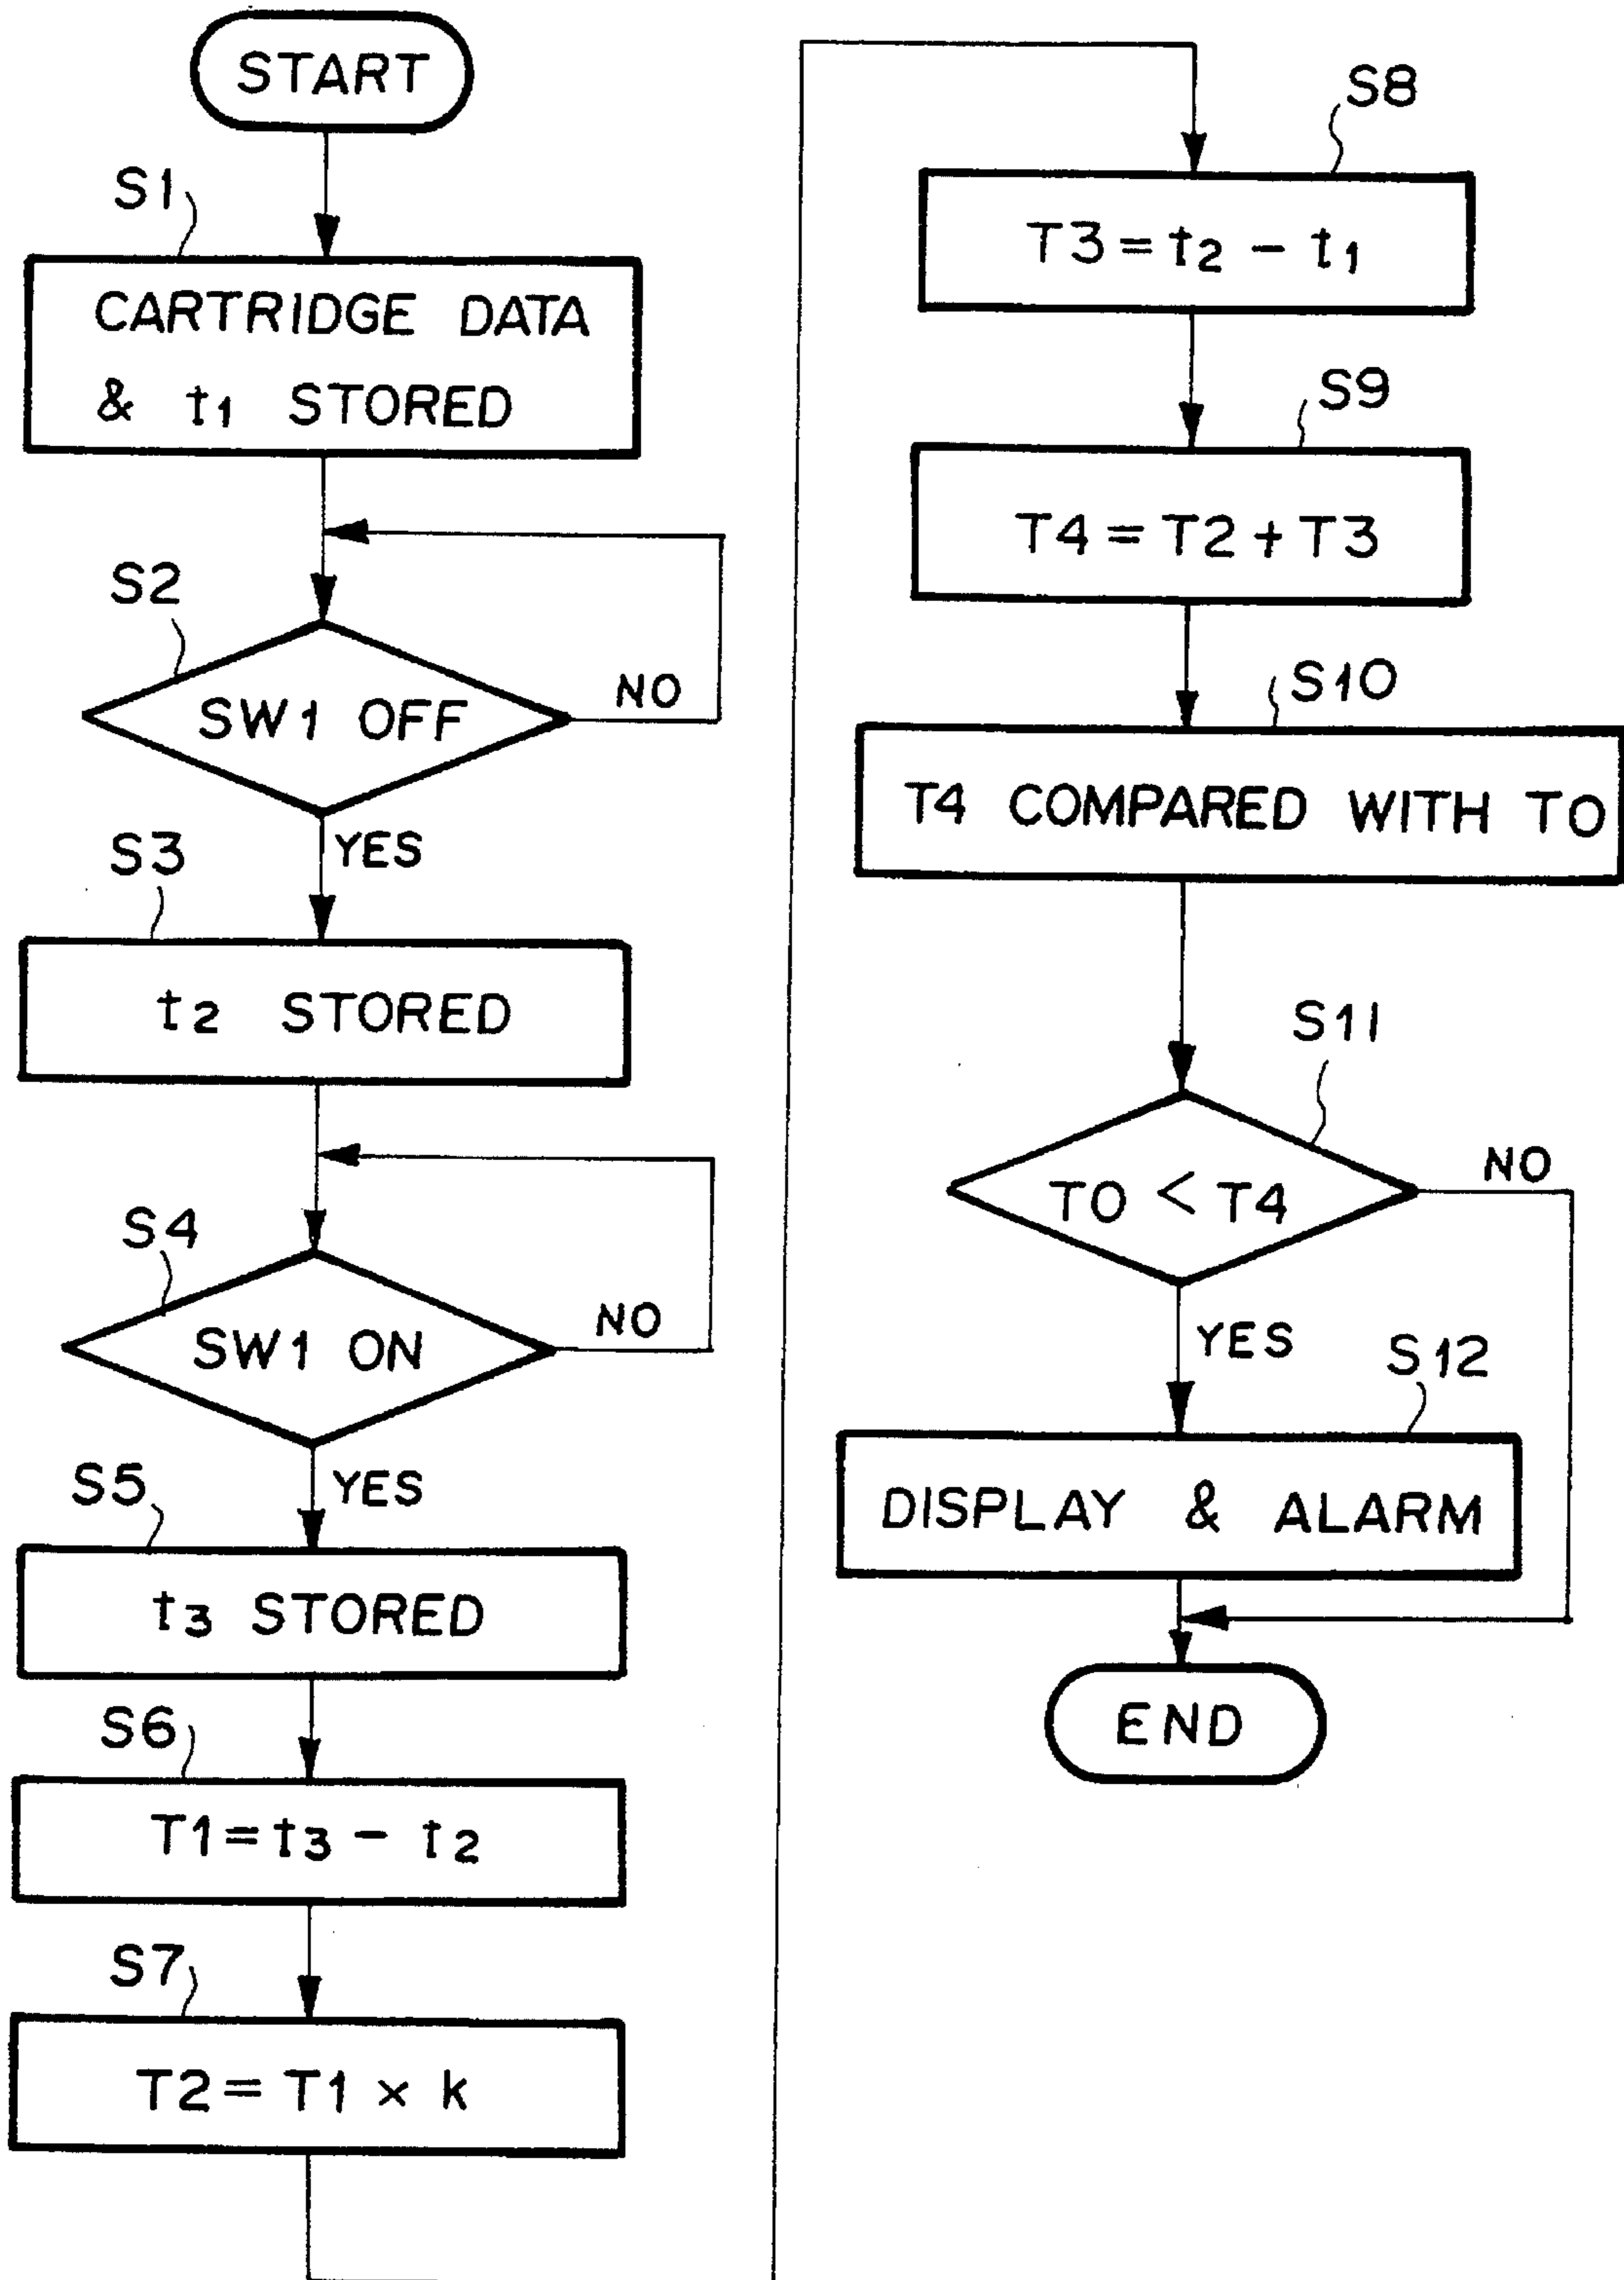 START
S1
CARTRIDGE DATA
& t1 STORED
S2
SW1 OFF
NO
YES
S3
t2 STORED
S4
SW1 ON
NO
YES
S5
t3 STORED
S6
T1 = t3 - t2
S7
T2 = T1 × k
S8
T3 = t2 - t1
S9
T4 = T2 + T3
S10
T4 COMPARED WITH T0
S11
T0 < T4
NO
YES
S12
DISPLAY & ALARM
END